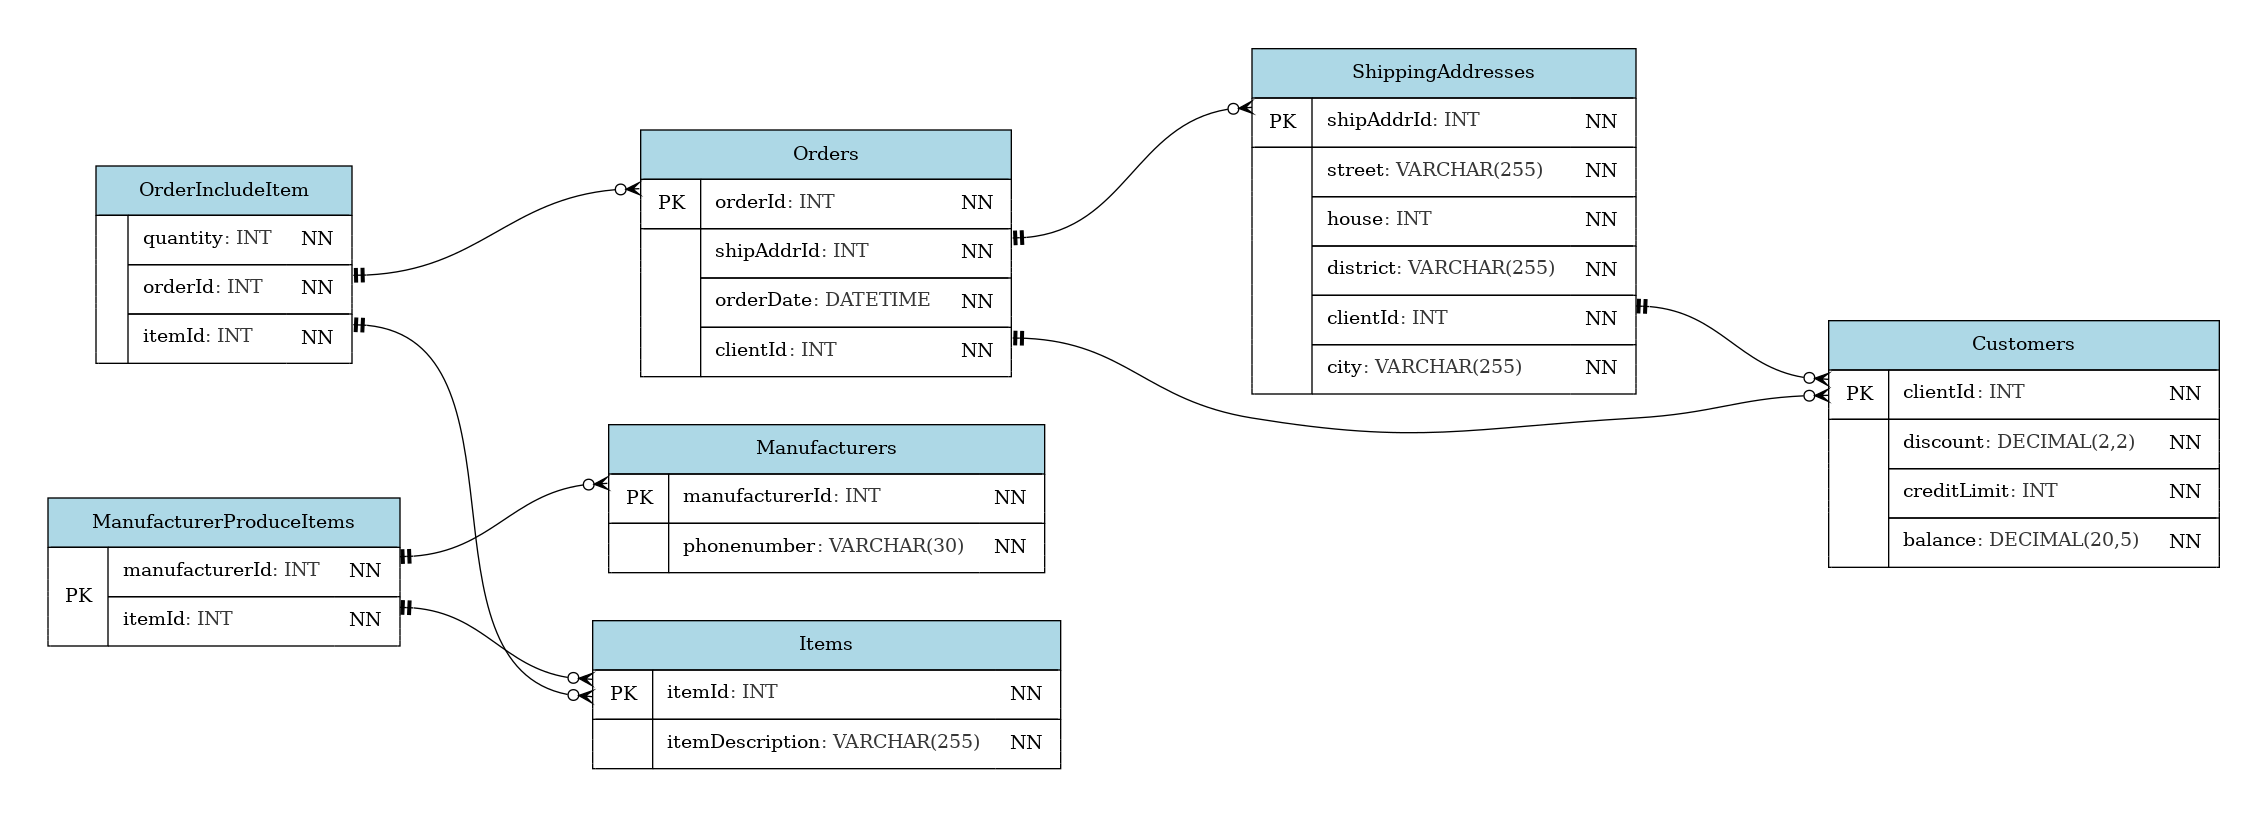 OrderIncludeItem
quantity: INT NN
orderId: INT NN
itemId: INT NN
ManufacturerProduceItems
PK
manufacturerId: INT NN
itemId: INT NN
Orders
PK orderId: INT NN
shipAddrId: INT NN
orderDate: DATETIME NN
clientId: INT NN
Manufacturers
PK manufacturerId: INT NN
phonenumber: VARCHAR(30) NN
Items
PK itemId: INT NN
itemDescription: VARCHAR(255) NN
ShippingAddresses
PK shipAddrId: INT NN
street: VARCHAR(255) NN
house: INT NN
district: VARCHAR(255) NN
clientId: INT NN
city: VARCHAR(255) NN
Customers
PK clientId: INT NN
discount: DECIMAL(2,2) NN
creditLimit: INT NN
balance: DECIMAL(20,5) NN